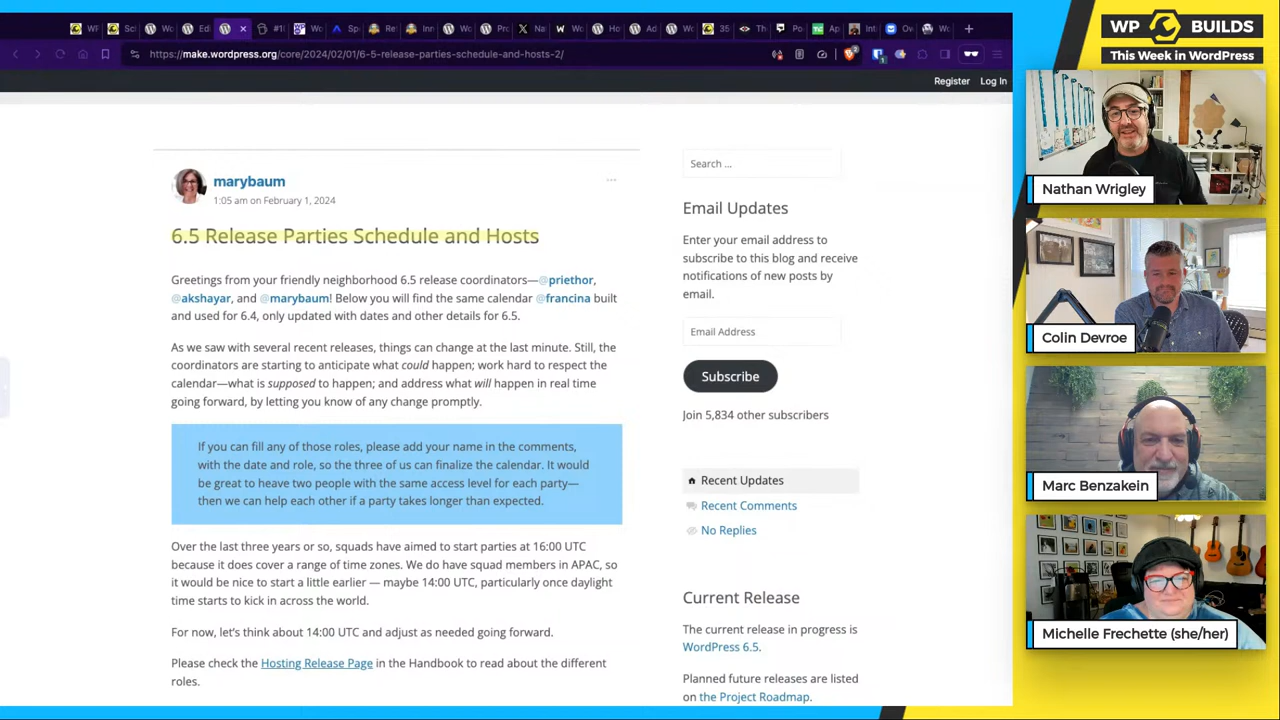 WP BUILDS
This Week in WordPress
https://make.wordpress.org/core/2024/02/01/6-5-release-parties-schedule-and-hosts-2/
Register Log In
marybaum
1:05 am on February 1, 2024
6.5 Release Parties Schedule and Hosts
Greetings from your friendly neighborhood 6.5 release coordinators—@priethor,
@akshayar, and @marybaum! Below you will find the same calendar @francina built
and used for 6.4, only updated with dates and other details for 6.5.
As we saw with several recent releases, things can change at the last minute. Still, the
coordinators are starting to anticipate what could happen; work hard to respect the
calendar—what is supposed to happen; and address what will happen in real time
going forward, by letting you know of any change promptly.
If you can fill any of those roles, please add your name in the comments,
with the date and role, so the three of us can finalize the calendar. It would
be great to heave two people with the same access level for each party—
then we can help each other if a party takes longer than expected.
Over the last three years or so, squads have aimed to start parties at 16:00 UTC
because it does cover a range of time zones. We do have squad members in APAC, so
it would be nice to start a little earlier — maybe 14:00 UTC, particularly once daylight
time starts to kick in across the world.
For now, let's think about 14:00 UTC and adjust as needed going forward.
Please check the Hosting Release Page in the Handbook to read about the different
roles.
Search ...
Email Updates
Enter your email address to
subscribe to this blog and receive
notifications of new posts by
email.
Email Address
Subscribe
Join 5,834 other subscribers
Recent Updates
Recent Comments
No Replies
Current Release
The current release in progress is
WordPress 6.5.
Planned future releases are listed
on the Project Roadmap.
Nathan Wrigley
Colin Devroe
Marc Benzakein
Michelle Frechette (she/her)